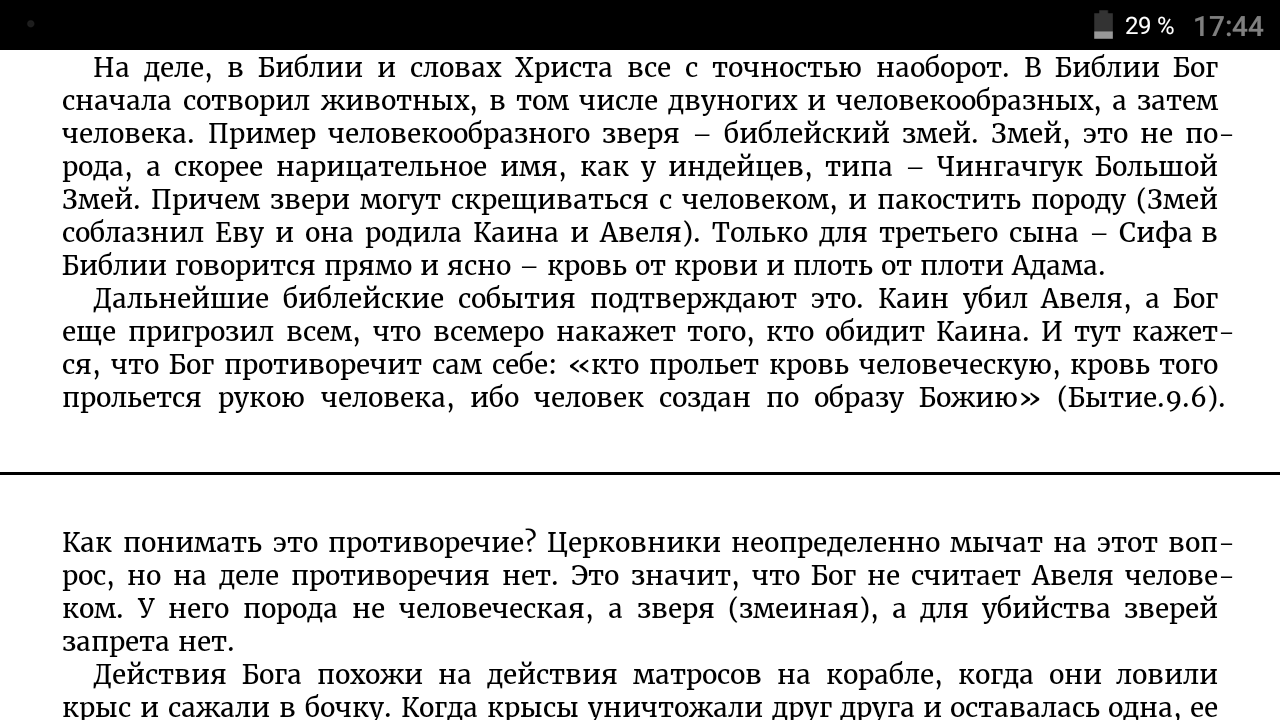 29 % 17:44
На деле, в Библии и словах Христа все с точностью наоборот. В Библии Бог
сначала сотворил животных, в том числе двуногих и человекообразных, а затем
человека. Пример человекообразного зверя – библейский змей. Змей, это не по-
рода, а скорее нарицательное имя, как у индейцев, типа – Чингачгук Большой
Змей. Причем звери могут скрещиваться с человеком, и пакостить породу (Змей
соблазнил Еву и она родила Каина и Авеля). Только для третьего сына – Сифа в
Библии говорится прямо и ясно – кровь от крови и плоть от плоти Адама.
Дальнейшие библейские события подтверждают это. Каин убил Авеля, а Бог
еще пригрозил всем, что всемеро накажет того, кто обидит Каина. И тут кажет-
ся, что Бог противоречит сам себе: «кто прольет кровь человеческую, кровь того
прольется рукою человека, ибо человек создан по образу Божию» (Бытие.9.6).
Как понимать это противоречие? Церковники неопределенно мычат на этот воп-
рос, но на деле противоречия нет. Это значит, что Бог не считает Авеля челове-
ком. У него порода не человеческая, а зверя (змеиная), а для убийства зверей
запрета нет.
Действия Бога похожи на действия матросов на корабле, когда они ловили
крыс и сажали в бочку. Когда крысы уничтожали друг друга и оставалась одна, ее